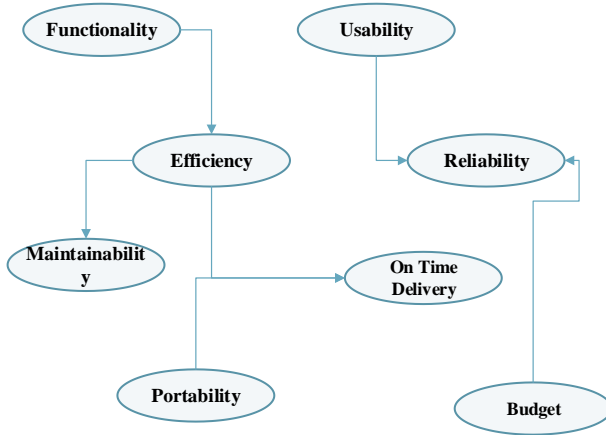 Functionality
Usability
Efficiency
Reliability
Maintainabilit
y
On Time
Delivery
Portability
Budget